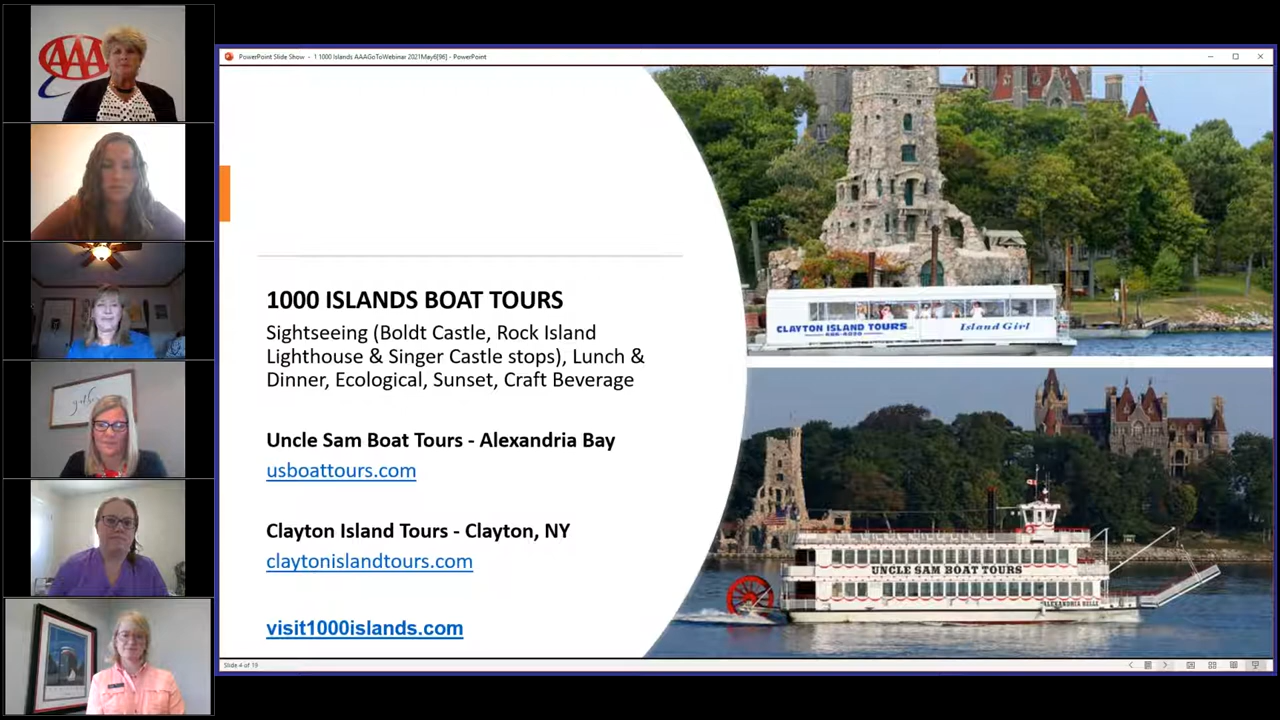 AAA
gather
PowerPoint Slide Show - 1 1000 Islands AAAGoToWebinar 2021May6[96] - PowerPoint
1000 ISLANDS BOAT TOURS
Sightseeing (Boldt Castle, Rock Island
Lighthouse & Singer Castle stops), Lunch &
Dinner, Ecological, Sunset, Craft Beverage
Uncle Sam Boat Tours - Alexandria Bay
usboattours.com
Clayton Island Tours - Clayton, NY
claytonislandtours.com
visit1000islands.com
CLAYTON ISLAND TOURS
Island Girl
UNCLE SAM BOAT TOURS
ALEXANDRIA BELLE
Slide 4 of 19